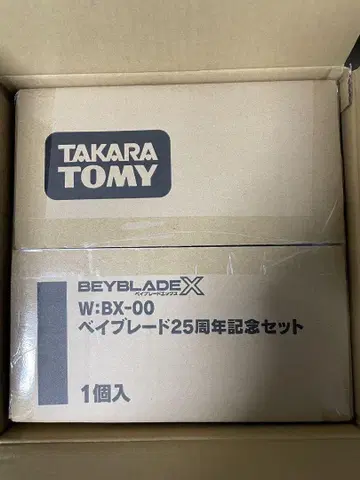 TAKARA
TOMY
BEYBLADE X
ベイブレードエックス
W:BX-00
ベイブレード25周年記念セット
1個入